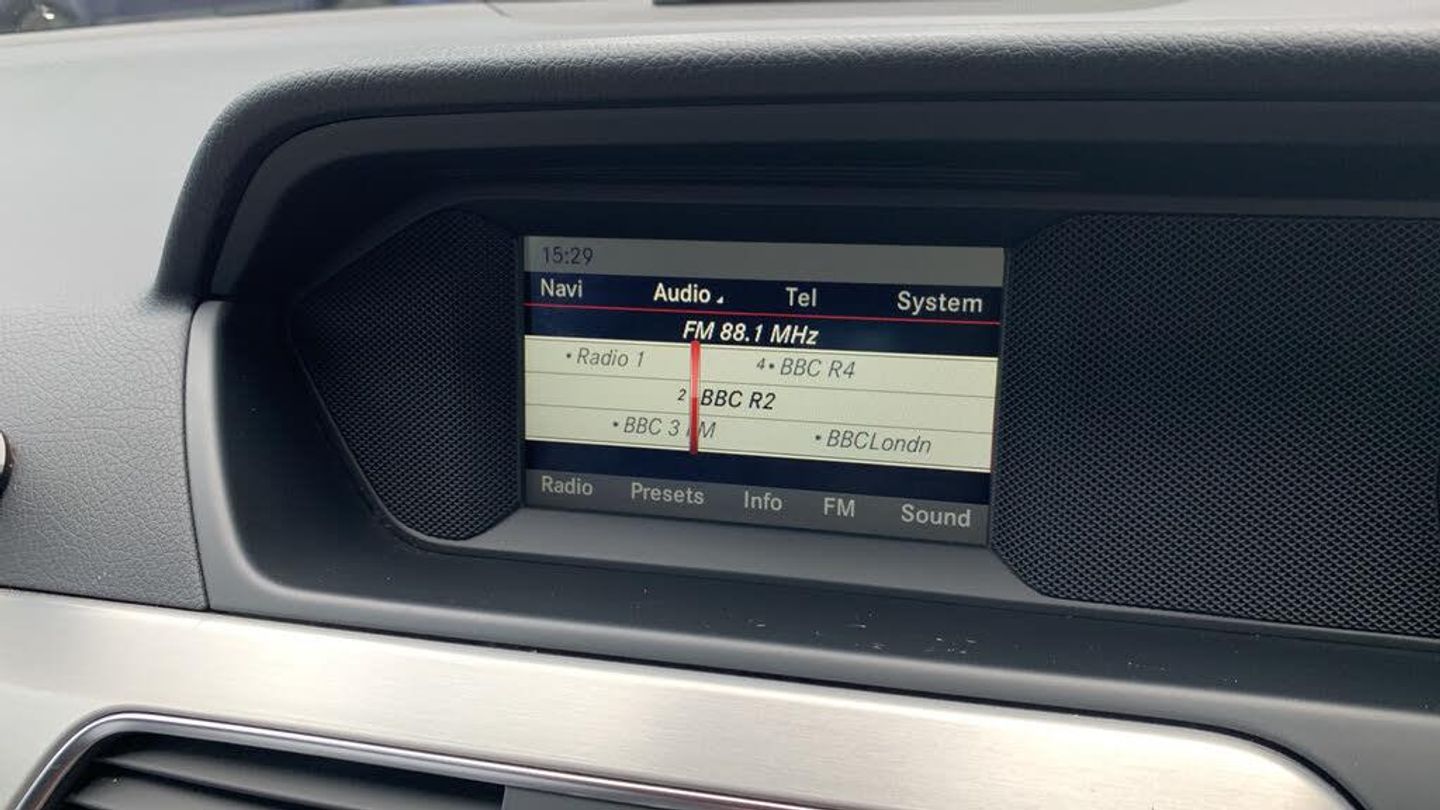 15:29
Navi Audio Tel System
FM 88.1 MHz
• Radio 1 4• BBC R4
2 BBC R2
• BBC 3 FM • BBCLondn
Radio Presets Info FM Sound